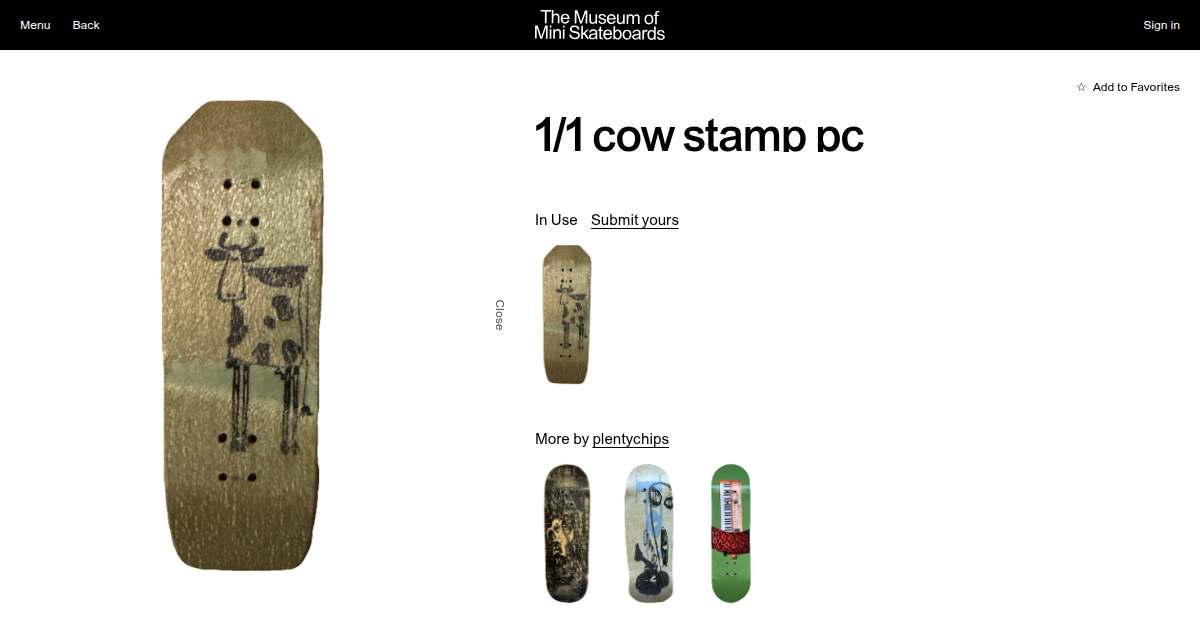 Menu
Back
The Museum of
Mini Skateboards
Sign in
☆ Add to Favorites
1/1 cow stamp pc
In Use
Submit yours
Close
More by plentychips